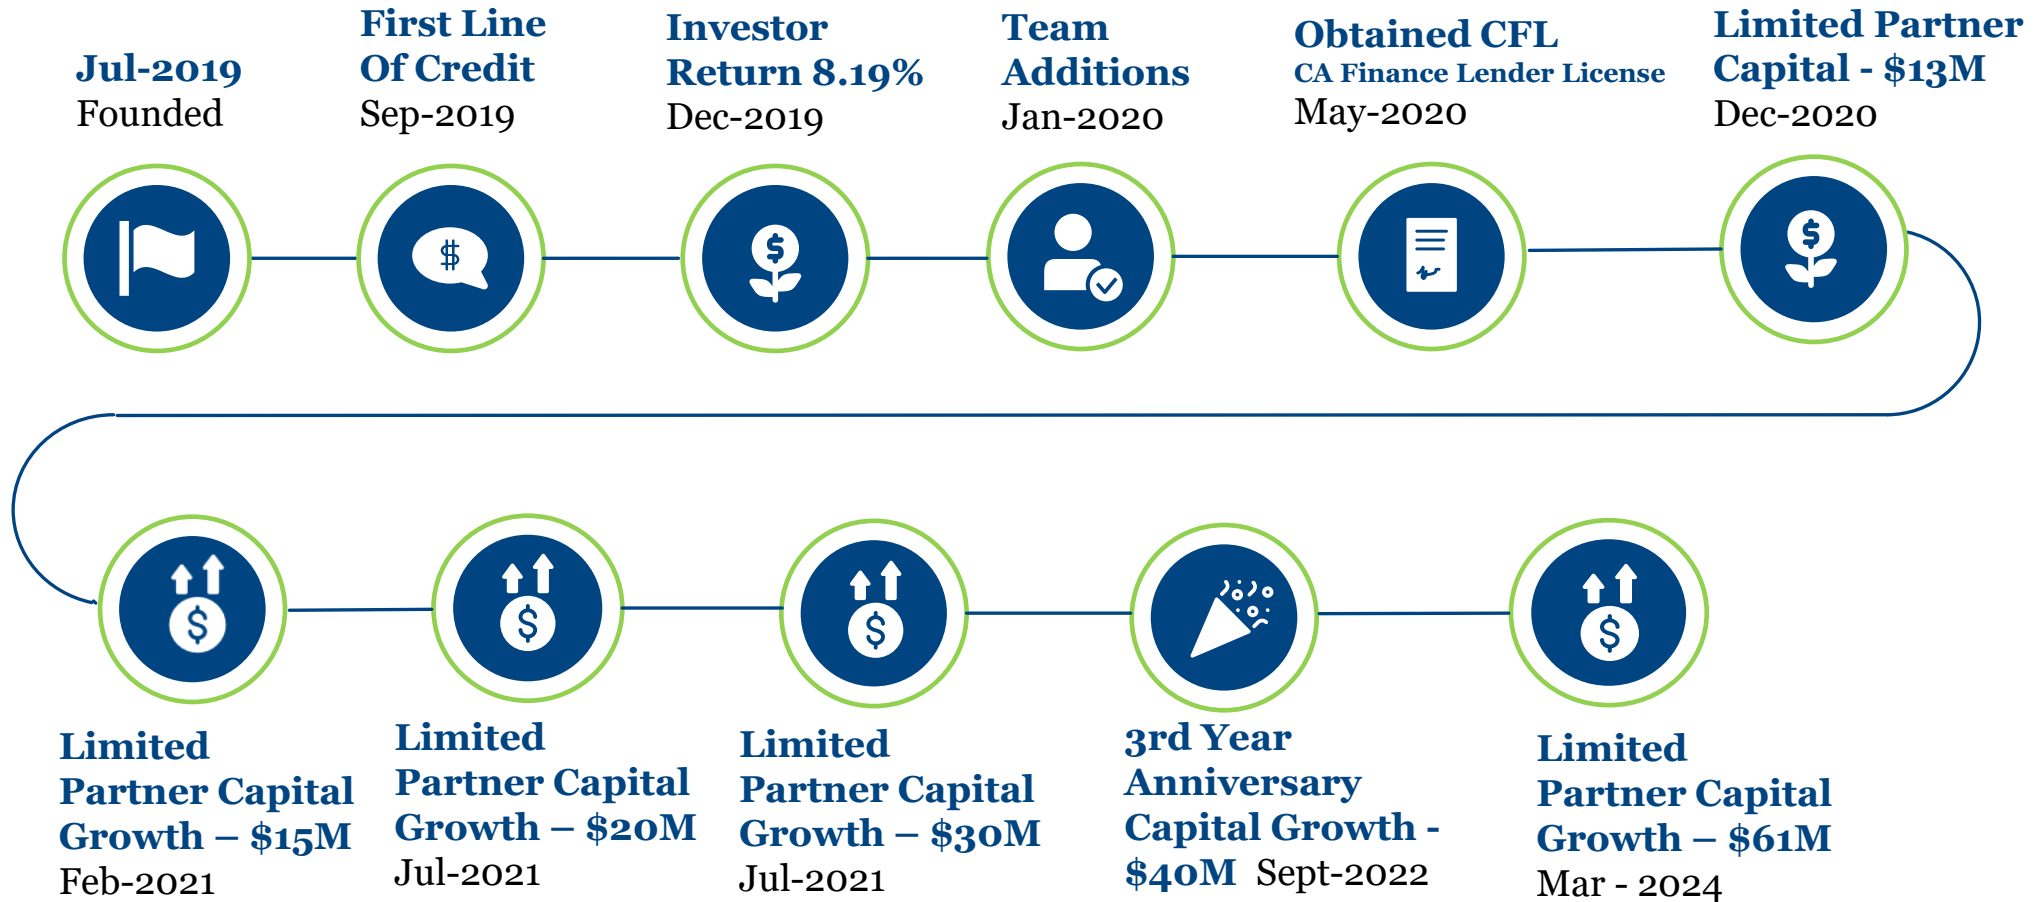 Jul-2019
Founded
First Line
Of Credit
Sep-2019
Investor
Return 8.19%
Dec-2019
Team
Additions
Jan-2020
Obtained CFL
CA Finance Lender License
May-2020
Limited Partner
Capital - $13M
Dec-2020
$
$
$
$
$
$
$
Limited
Partner Capital
Growth – $15M
Feb-2021
Limited
Partner Capital
Growth – $20M
Jul-2021
Limited
Partner Capital
Growth – $30M
Jul-2021
3rd Year
Anniversary
Capital Growth -
$40M Sept-2022
Limited
Partner Capital
Growth – $61M
Mar - 2024